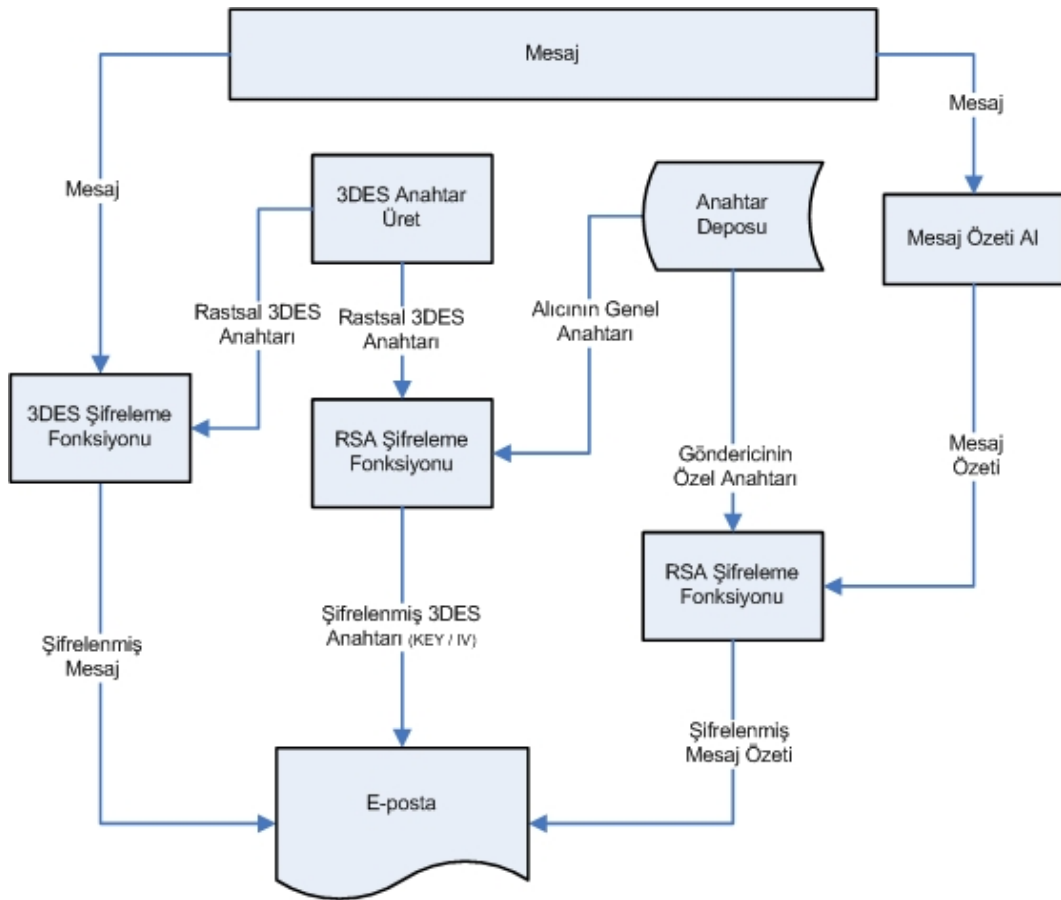 Mesaj
Mesaj
Mesaj
3DES Anahtar
Üret
Anahtar
Deposu
Mesaj Özeti Al
Rastsal 3DES
Anahtarı
Rastsal 3DES
Anahtarı
Alıcının Genel
Anahtarı
3DES Şifreleme
Fonksiyonu
RSA Şifreleme
Fonksiyonu
Göndericinin
Özel Anahtarı
Mesaj
Özeti
RSA Şifreleme
Fonksiyonu
Şifrelenmiş
Mesaj
Şifrelenmiş 3DES
Anahtarı (KEY / IV)
Şifrelenmiş
Mesaj Özeti
E-posta